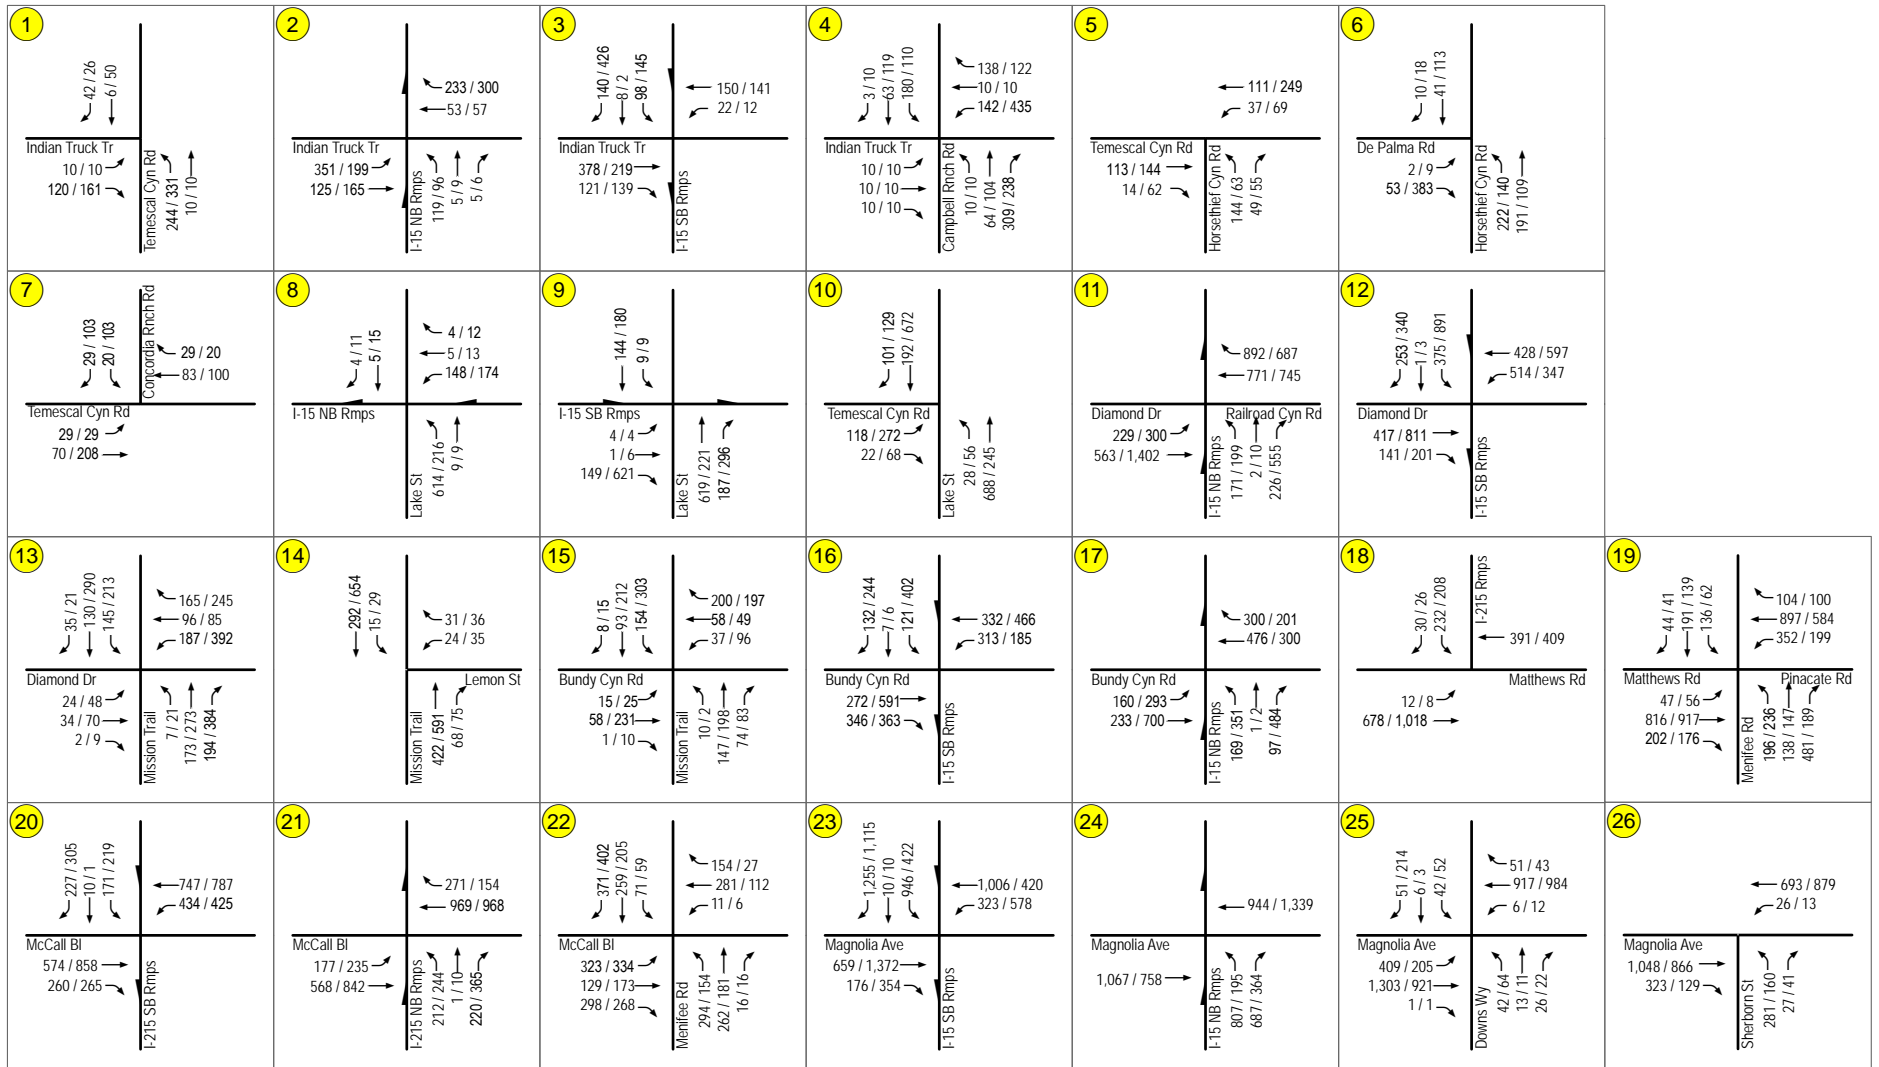 1
42 / 26
6 / 50
Indian Truck Tr
10 / 10
120 / 161
Temescal Cyn Rd
244 / 331
10 / 10
2
233 / 300
53 / 57
Indian Truck Tr
351 / 199
125 / 165
I-15 NB Rmps
119 / 96
5 / 9
5 / 6
3
140 / 426
8 / 2
98 / 145
150 / 141
22 / 12
Indian Truck Tr
378 / 219
121 / 139
I-15 SB Rmps
4
3 / 10
63 / 119
180 / 110
138 / 122
10 / 10
142 / 435
Indian Truck Tr
10 / 10
10 / 10
10 / 10
Campbell Rnch Rd
10 / 10
64 / 104
309 / 238
5
111 / 249
37 / 69
Temescal Cyn Rd
113 / 144
14 / 62
Horsethief Cyn Rd
144 / 63
49 / 55
6
10 / 18
41 / 113
De Palma Rd
2 / 9
53 / 383
Horsethief Cyn Rd
222 / 140
191 / 109
7
29 / 103
20 / 103
Concordia Rnch Rd
29 / 20
83 / 100
Temescal Cyn Rd
29 / 29
70 / 208
8
4 / 11
5 / 15
4 / 12
5 / 13
148 / 174
I-15 NB Rmps
Lake St
614 / 216
9 / 9
9
144 / 180
9 / 9
I-15 SB Rmps
4 / 4
1 / 6
149 / 621
Lake St
619 / 221
187 / 296
10
101 / 129
192 / 672
Temescal Cyn Rd
118 / 272
22 / 68
Lake St
28 / 56
688 / 245
11
892 / 687
771 / 745
Diamond Dr
Railroad Cyn Rd
229 / 300
563 / 1,402
I-15 NB Rmps
171 / 199
2 / 10
226 / 555
12
253 / 340
1 / 3
375 / 891
428 / 597
514 / 347
Diamond Dr
417 / 811
141 / 201
I-15 SB Rmps
13
35 / 21
130 / 290
145 / 213
165 / 245
96 / 85
187 / 392
Diamond Dr
24 / 48
34 / 70
2 / 9
Mission Trail
7 / 21
173 / 273
194 / 384
14
292 / 654
15 / 29
31 / 36
24 / 35
Lemon St
Mission Trail
422 / 591
68 / 75
15
8 / 15
93 / 212
154 / 303
200 / 197
58 / 49
37 / 96
Bundy Cyn Rd
15 / 25
58 / 231
1 / 10
Mission Trail
10 / 2
147 / 198
74 / 83
16
132 / 244
7 / 6
121 / 402
332 / 466
313 / 185
Bundy Cyn Rd
272 / 591
346 / 363
I-15 SB Rmps
17
300 / 201
476 / 300
Bundy Cyn Rd
160 / 293
233 / 700
I-15 NB Rmps
169 / 351
1 / 2
97 / 484
18
30 / 26
232 / 208
I-215 Rmps
391 / 409
Matthews Rd
12 / 8
678 / 1,018
19
44 / 41
191 / 139
136 / 62
104 / 100
897 / 584
352 / 199
Matthews Rd
Pinacate Rd
47 / 56
816 / 917
202 / 176
Menifee Rd
196 / 236
138 / 147
481 / 189
20
227 / 305
10 / 1
171 / 219
747 / 787
434 / 425
McCall Bl
574 / 858
260 / 265
I-215 SB Rmps
21
271 / 154
969 / 968
McCall Bl
177 / 235
568 / 842
I-215 NB Rmps
212 / 244
1 / 10
220 / 365
22
371 / 402
259 / 205
71 / 59
154 / 27
281 / 112
11 / 6
McCall Bl
323 / 334
129 / 173
298 / 268
Menifee Rd
294 / 154
262 / 181
16 / 16
23
1,255 / 1,115
10 / 10
946 / 422
1,006 / 420
323 / 578
Magnolia Ave
659 / 1,372
176 / 354
I-15 SB Rmps
24
944 / 1,339
Magnolia Ave
1,067 / 758
I-15 NB Rmps
807 / 195
687 / 364
25
51 / 214
6 / 3
42 / 52
51 / 43
917 / 984
6 / 12
Magnolia Ave
409 / 205
1,303 / 921
1 / 1
Downs Wy
42 / 64
13 / 11
26 / 22
26
693 / 879
26 / 13
Magnolia Ave
1,048 / 866
323 / 129
Sherborn St
281 / 160
27 / 41